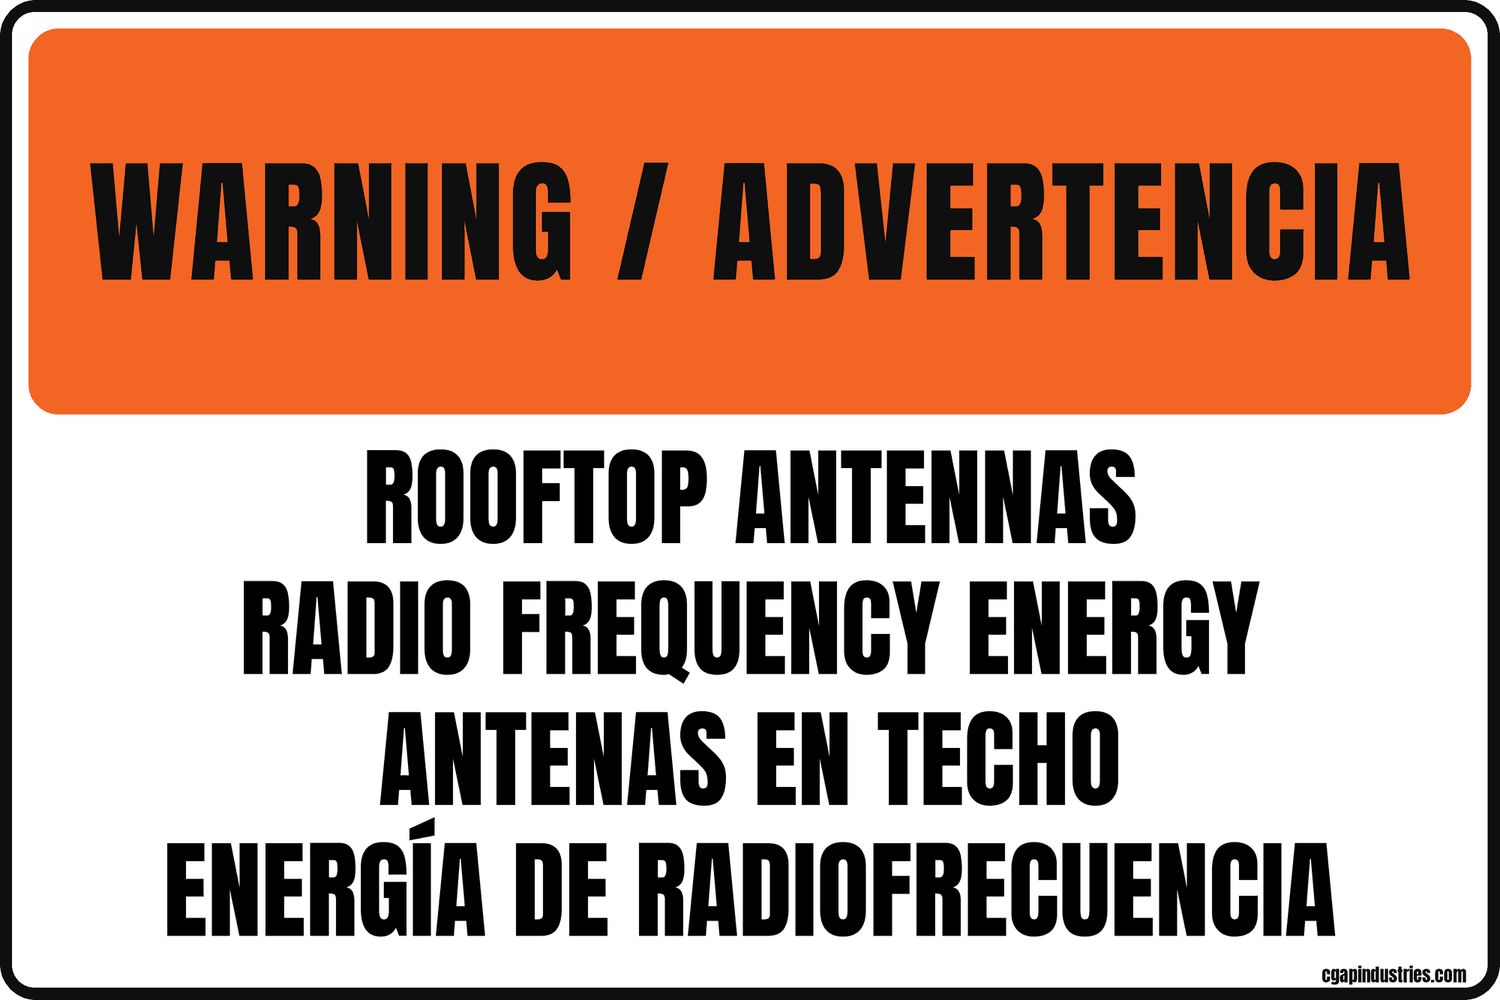 WARNING / ADVERTENCIA
ROOFTOP ANTENNAS
RADIO FREQUENCY ENERGY
ANTENAS EN TECHO
ENERGÍA DE RADIOFRECUENCIA
cgapindustries.com